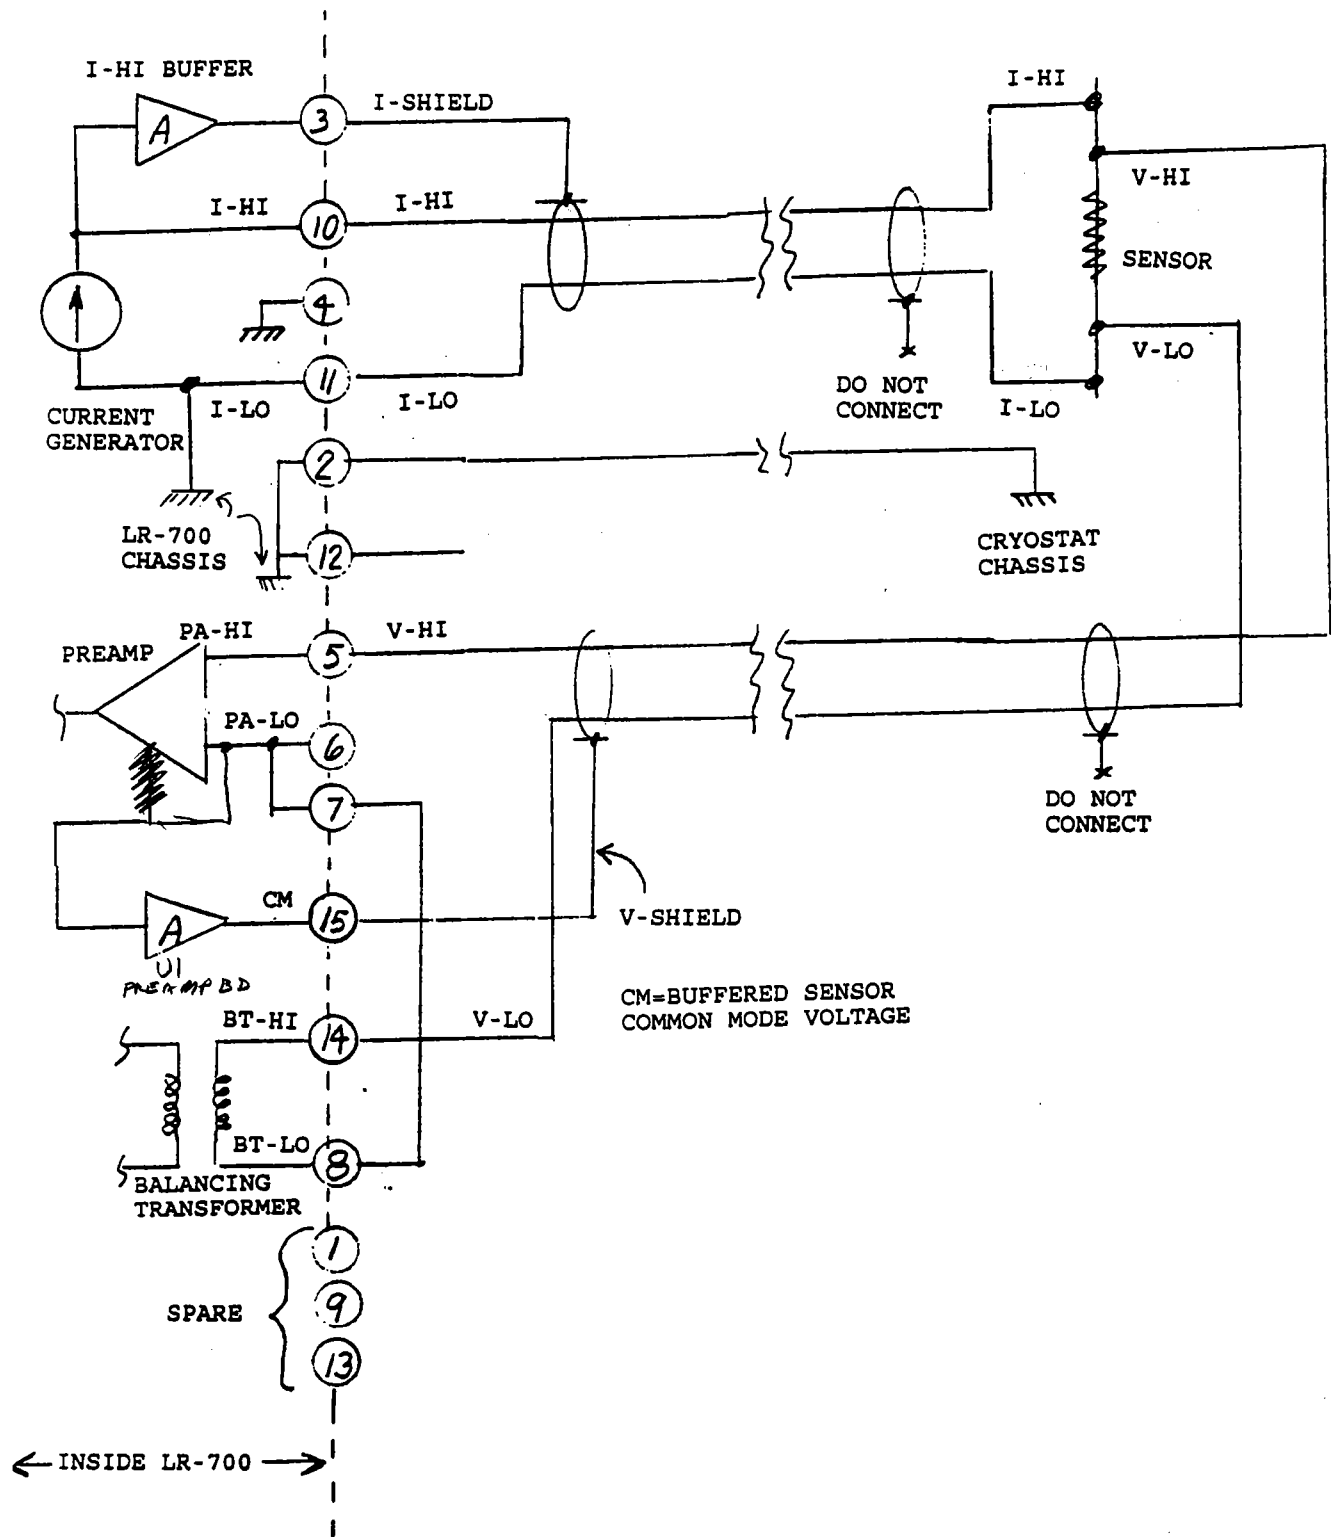 I-HI BUFFER
A
3
I-SHIELD
I-HI
V-HI
I-HI
10
I-HI
SENSOR
4
V-LO
11
I-LO
I-LO
DO NOT
CONNECT
I-LO
CURRENT
GENERATOR
2
LR-700
CHASSIS
12
CRYOSTAT
CHASSIS
PREAMP
PA-HI
5
V-HI
PA-LO
6
7
DO NOT
CONNECT
A
CM
15
V-SHIELD
U1
PREAMP BD
CM=BUFFERED SENSOR
COMMON MODE VOLTAGE
BT-HI
14
V-LO
BT-LO
8
BALANCING
TRANSFORMER
1
SPARE
9
13
INSIDE LR-700